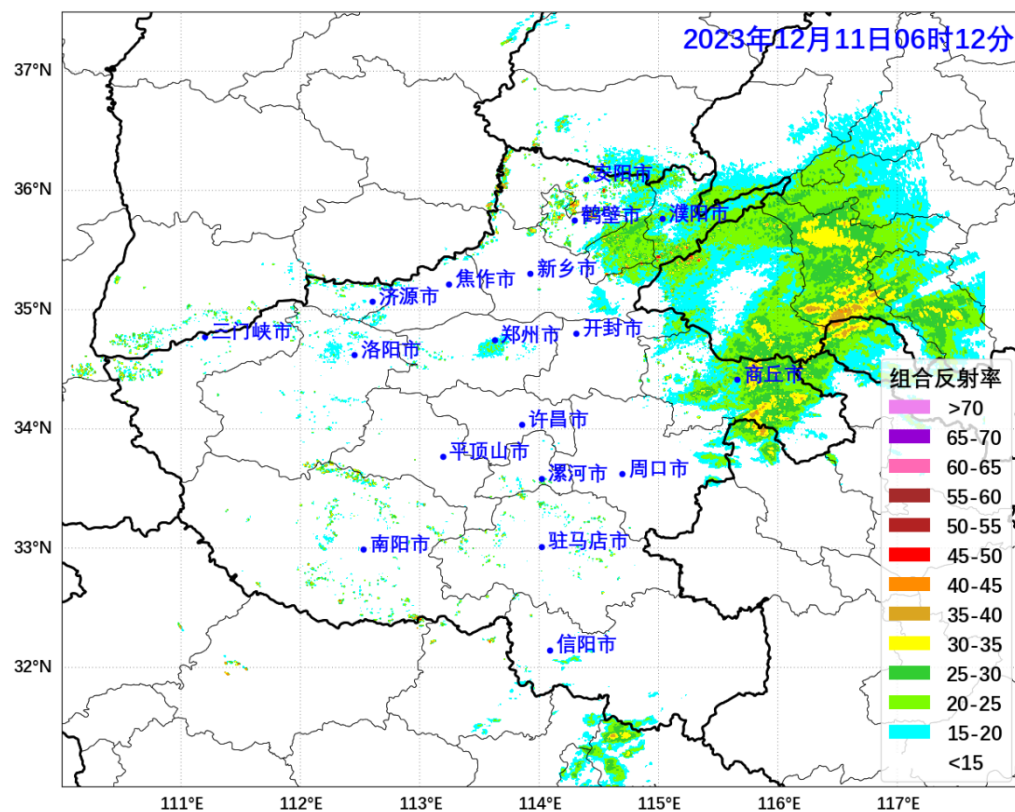 2023年12月11日06时12分
37°N
36°N
35°N
34°N
33°N
32°N
安阳市
鹤壁市
濮阳市
新乡市
焦作市
济源市
三门峡市
洛阳市
郑州市
开封市
商丘市
许昌市
平顶山市
漯河市
周口市
南阳市
驻马店市
信阳市
组合反射率
>70
65-70
60-65
55-60
50-55
45-50
40-45
35-40
30-35
25-30
20-25
15-20
<15
111°E
112°E
113°E
114°E
115°E
116°E
117°E